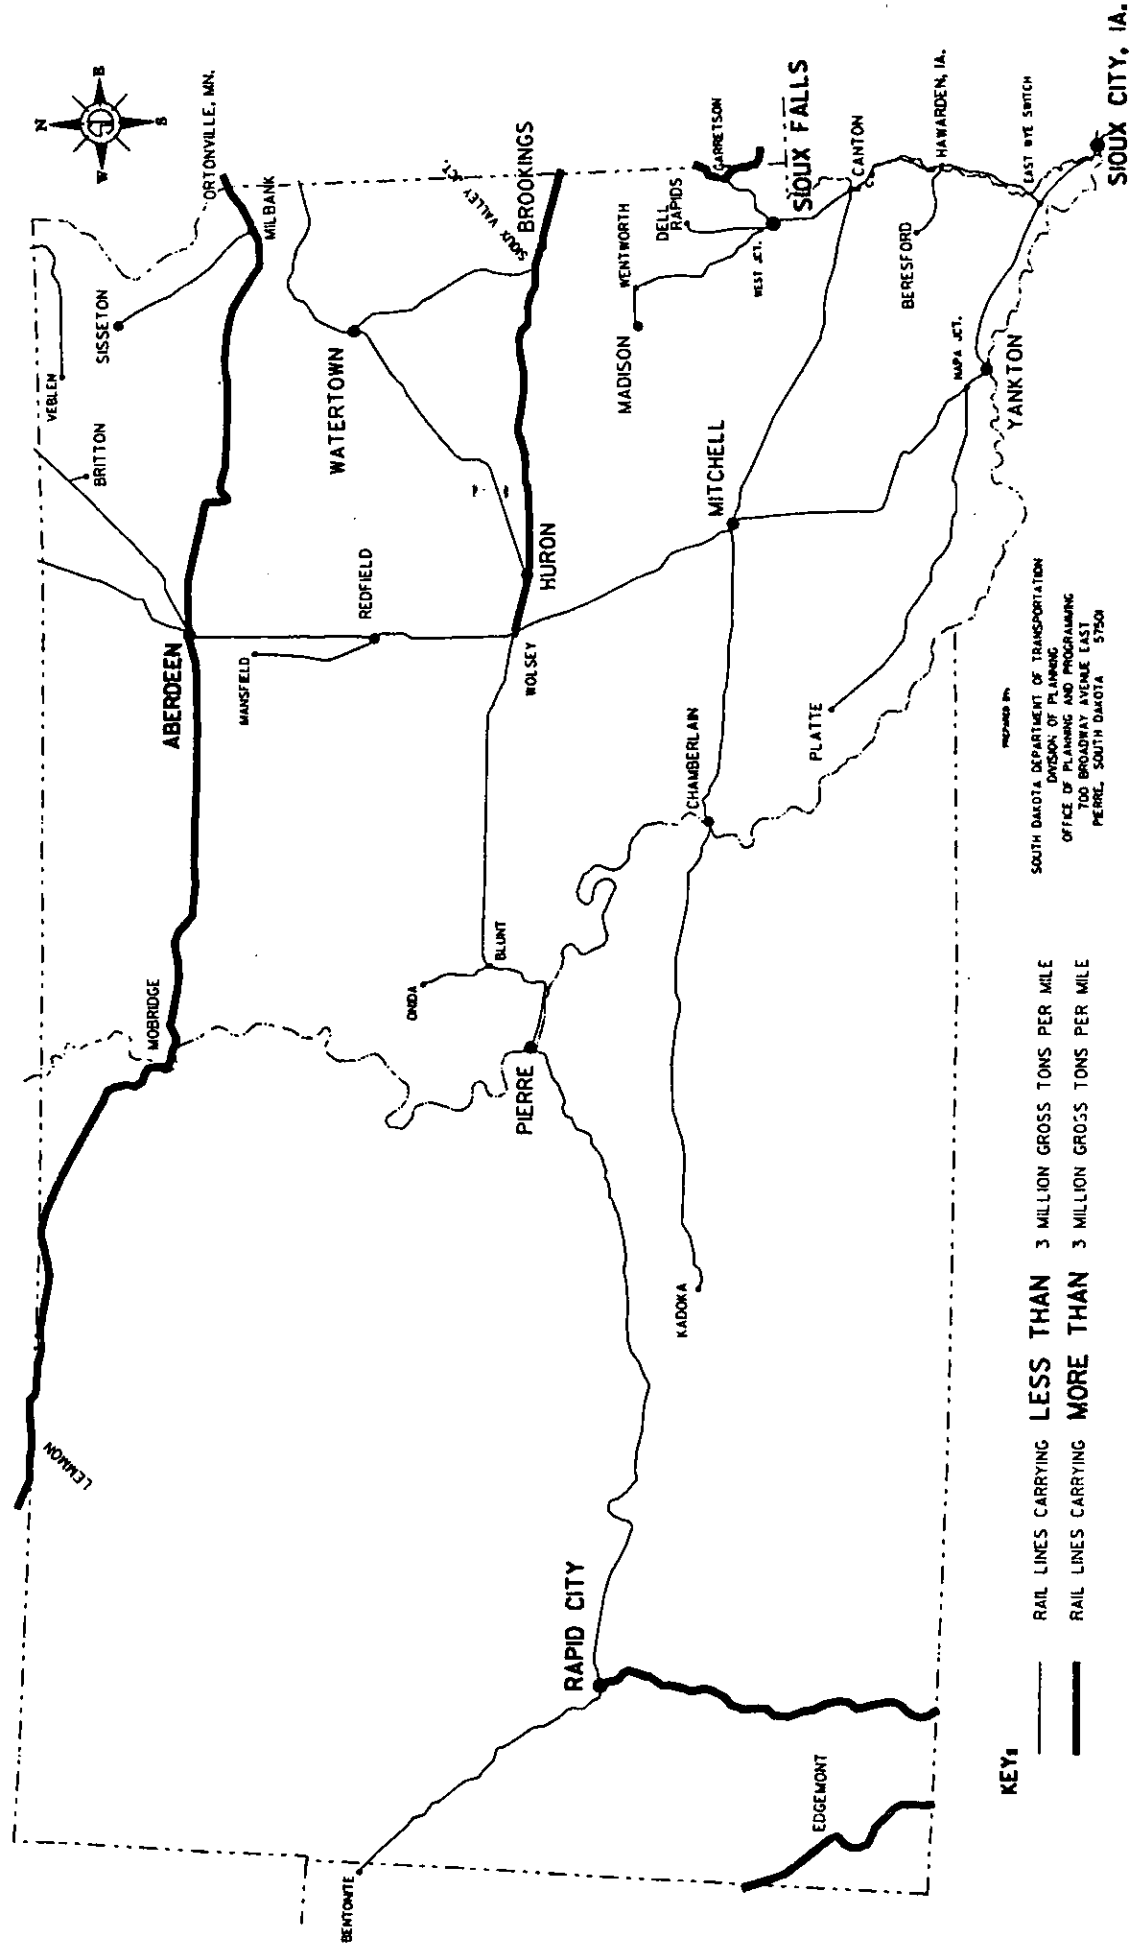 N
W
E
S
ORTONVILLE, MN.
MILBANK
SISSETON
VEBLEN
BRITTON
WATERTOWN
SIOUX VALLEY JCT.
BROOKINGS
ABERDEEN
MANSFIELD
REDFIELD
HURON
WOLSEY
MOBRIDGE
ONIDA
BLUNT
PIERRE
LEMMON
GARRETSON
DELL
RAPIDS
SIOUX FALLS
WENTWORTH
MADISON
WEST JCT.
CANTON
HAWARDEN, IA.
BERESFORD
EAST WYE SWITCH
SIOUX CITY, IA.
NAPA JCT.
YANKTON
MITCHELL
CHAMBERLAIN
PLATTE
KADOKA
RAPID CITY
BENTONITE
EDGEMONT
PREPARED BY:
SOUTH DAKOTA DEPARTMENT OF TRANSPORTATION
DIVISION OF PLANNING
OFFICE OF PLANNING AND PROGRAMMING
700 BROADWAY AVENUE EAST
PIERRE, SOUTH DAKOTA 57501
KEY:
RAIL LINES CARRYING LESS THAN 3 MILLION GROSS TONS PER MILE
RAIL LINES CARRYING MORE THAN 3 MILLION GROSS TONS PER MILE